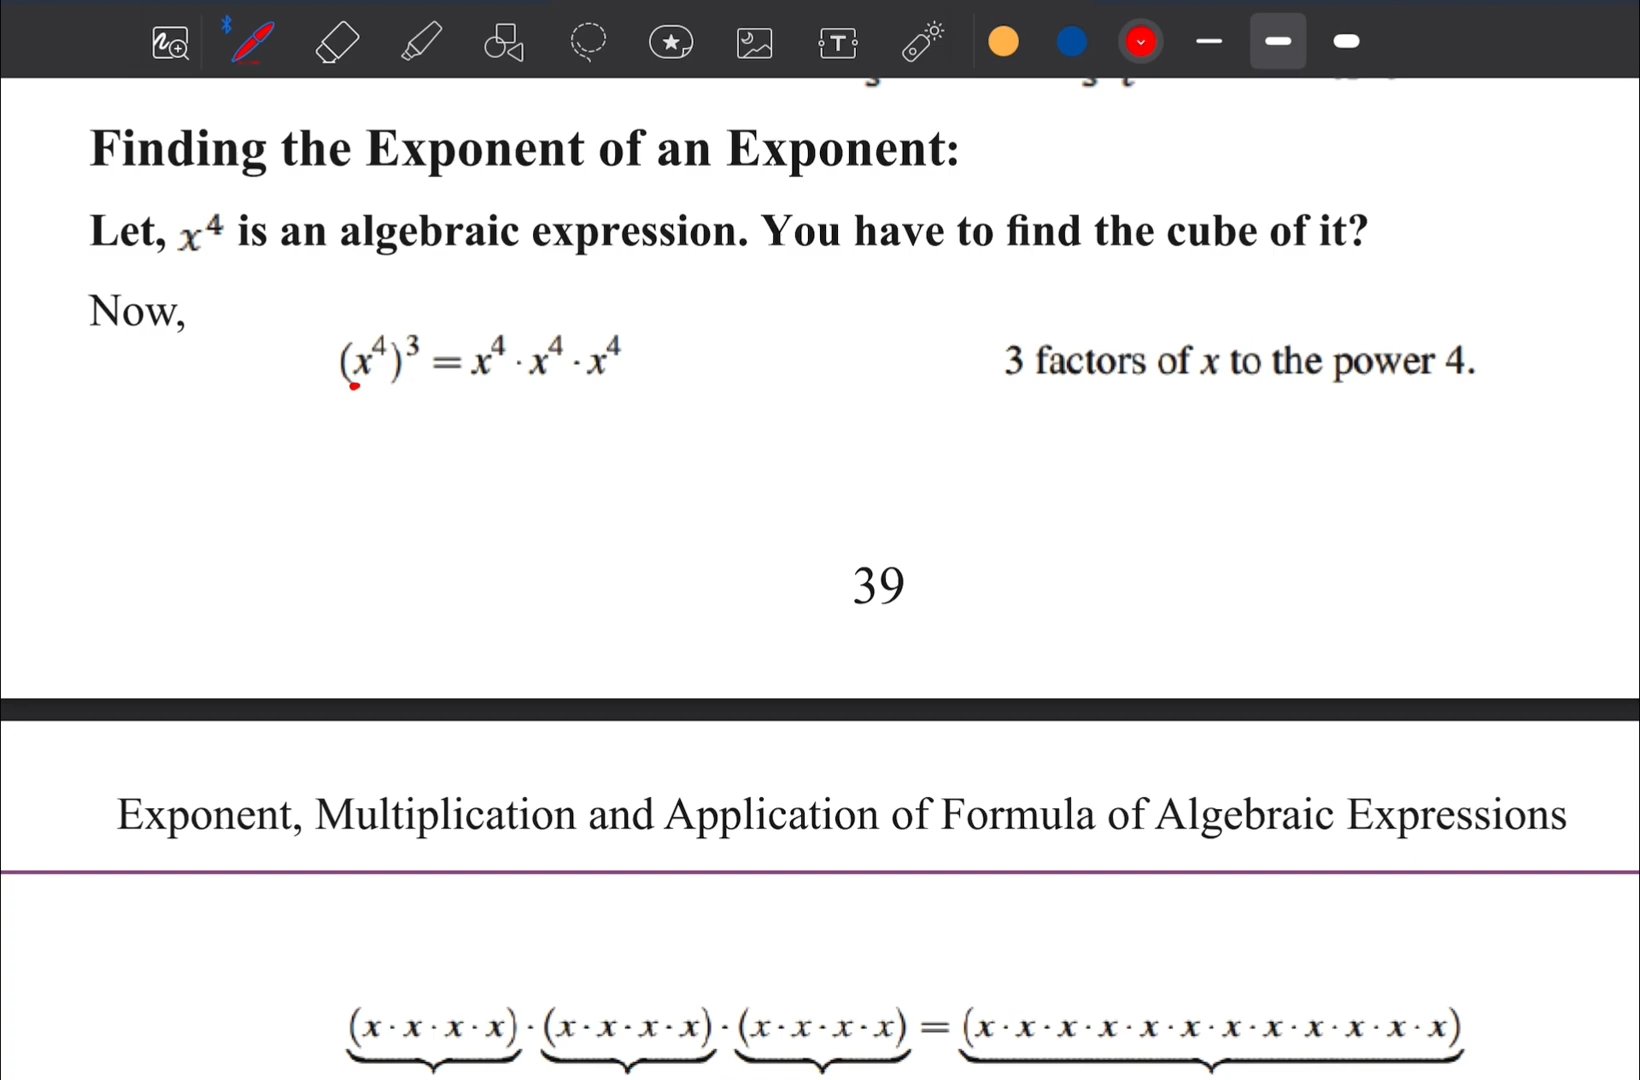 Finding the Exponent of an Exponent:
Let, x⁴ is an algebraic expression. You have to find the cube of it?
Now,
(x⁴)³ = x⁴ · x⁴ · x⁴ 3 factors of x to the power 4.
39
Exponent, Multiplication and Application of Formula of Algebraic Expressions
(x · x · x · x) · (x · x · x · x) · (x · x · x · x) = (x · x · x · x · x · x · x · x · x · x · x · x)